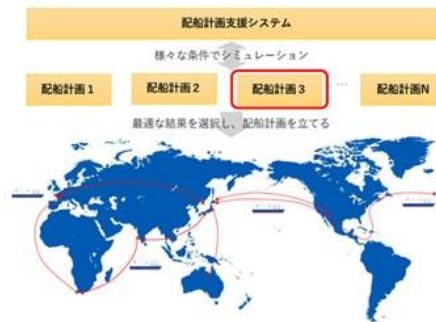 配船計画支援システム
様々な条件でシミュレーション
配船計画1
配船計画2
配船計画3
…
配船計画N
最適な結果を選択し、配船計画を立てる